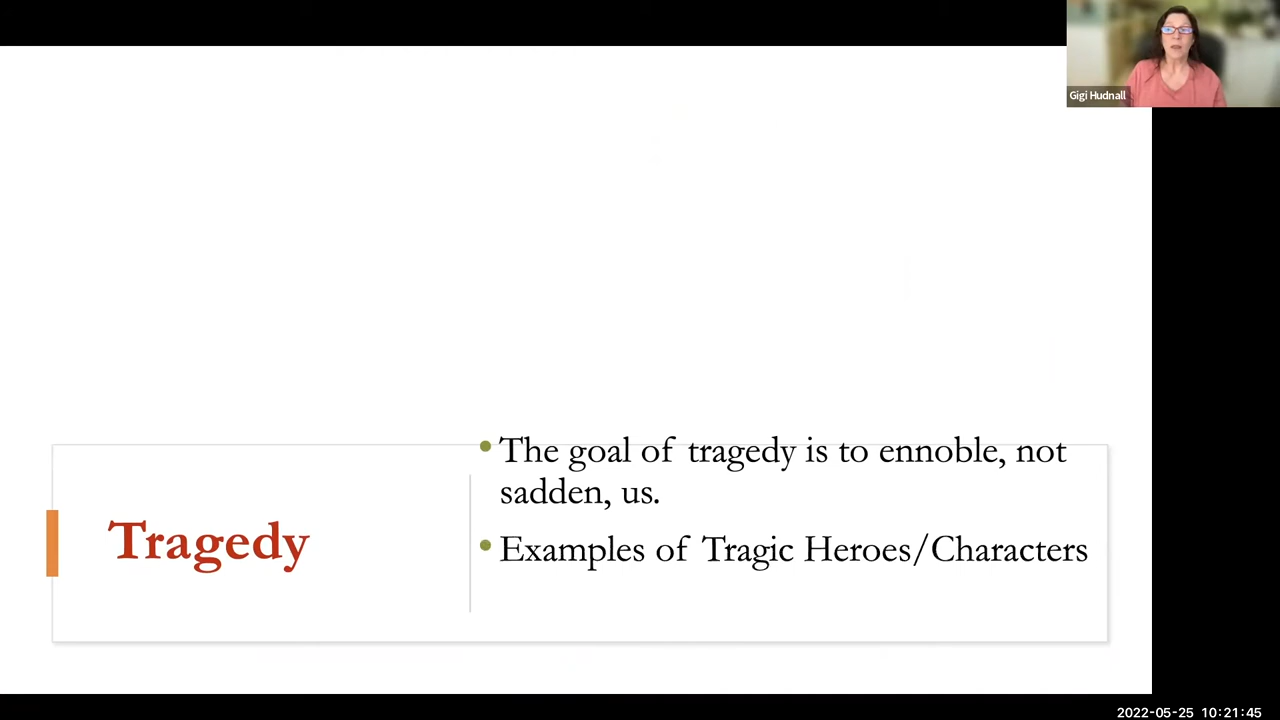 Gigi Hudnall
• The goal of tragedy is to ennoble, not
sadden, us.
Tragedy
• Examples of Tragic Heroes/Characters
2022-05-25 10:21:45